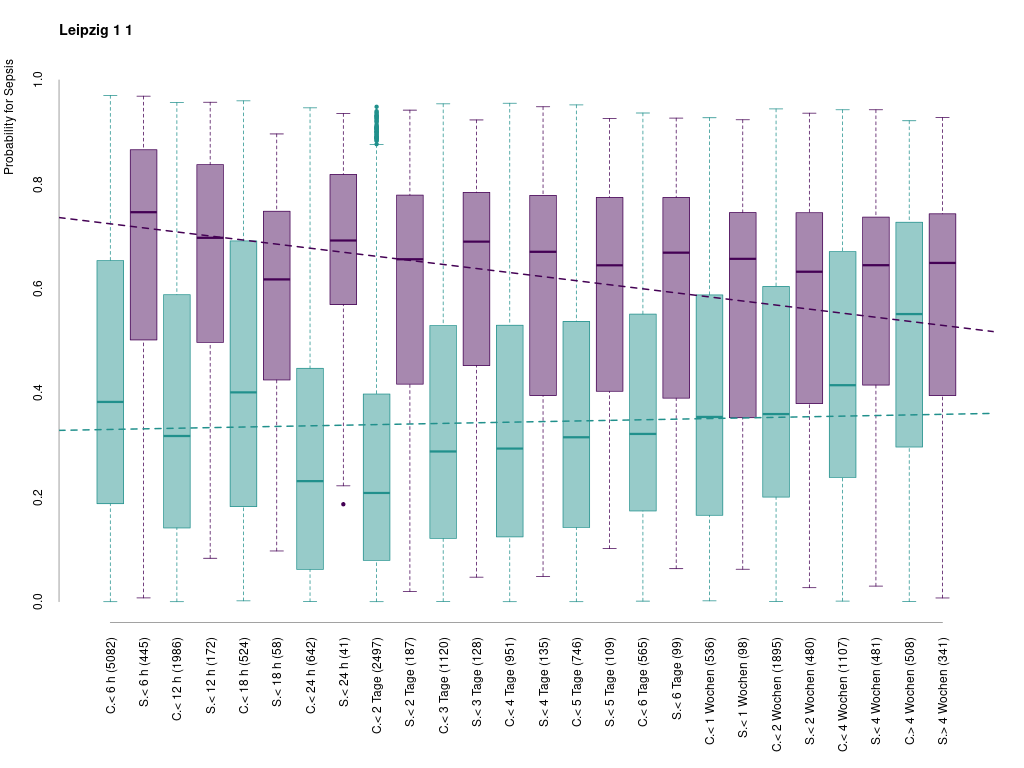 Leipzig 1 1
Probability for Sepsis
1.0
0.8
0.6
0.4
0.2
0.0
C.< 6 h (5082)
S.< 6 h (445)
C.< 12 h (1986)
S.< 12 h (172)
C.< 18 h (524)
S.< 18 h (58)
C.< 24 h (642)
S.< 24 h (41)
C.< 2 Tage (2497)
S.< 2 Tage (187)
C.< 3 Tage (1120)
S.< 3 Tage (128)
C.< 4 Tage (951)
S.< 4 Tage (135)
C.< 5 Tage (746)
S.< 5 Tage (109)
C.< 6 Tage (565)
S.< 6 Tage (99)
C.< 1 Wochen (536)
S.< 1 Wochen (98)
C.< 2 Wochen (1895)
S.< 2 Wochen (480)
C.< 4 Wochen (1107)
S.< 4 Wochen (481)
C.> 4 Wochen (508)
S.> 4 Wochen (341)